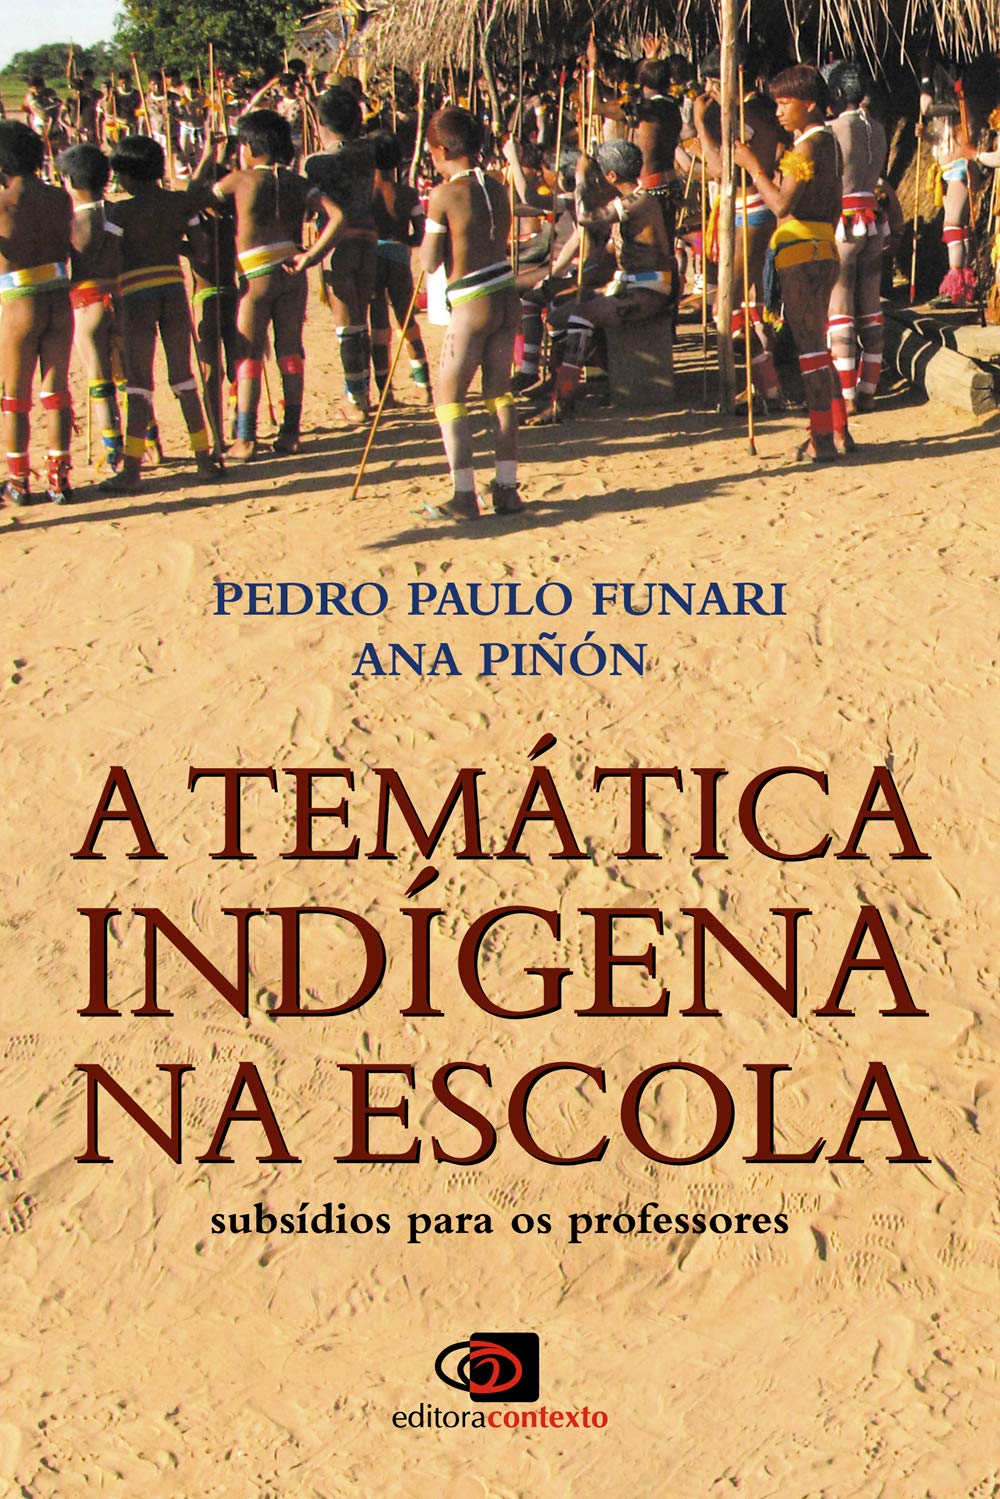 PEDRO PAULO FUNARI
ANA PIÑÓN
A TEMÁTICA
INDÍGENA
NA ESCOLA
subsídios para os professores
editoracontexto